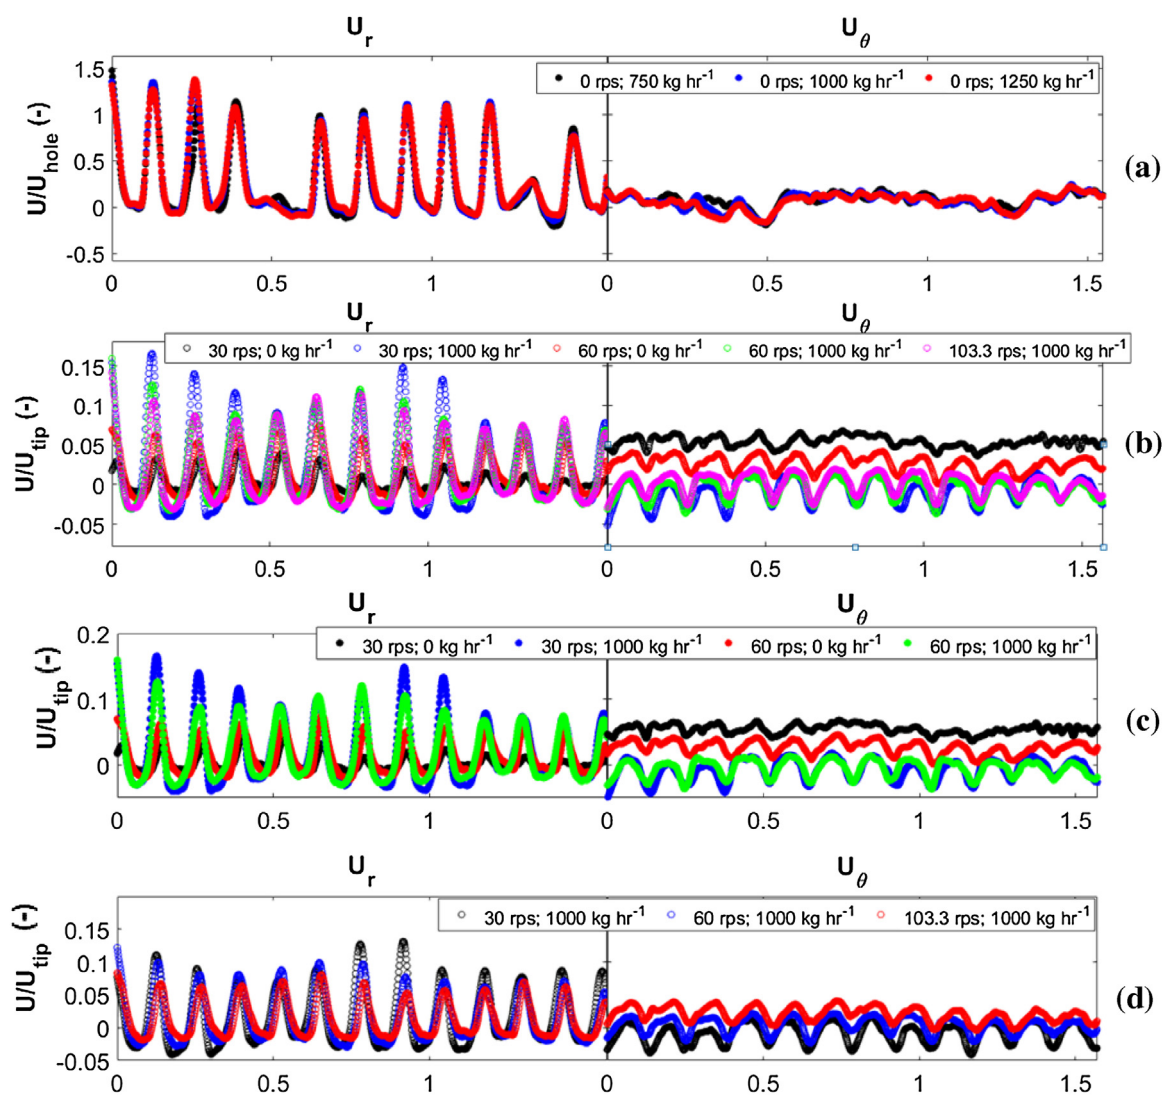 U_r U_θ
0 rps; 750 kg hr⁻¹ 0 rps; 1000 kg hr⁻¹ 0 rps; 1250 kg hr⁻¹
U/U_hole (-)
1.5
1
0.5
0
-0.5
(a)
0 0.5 1 0 0.5 1 1.5
U_r U_θ
30 rps; 0 kg hr⁻¹ 30 rps; 1000 kg hr⁻¹ 60 rps; 0 kg hr⁻¹ 60 rps; 1000 kg hr⁻¹ 103.3 rps; 1000 kg hr⁻¹
U/U_tip (-)
0.15
0.1
0.05
0
-0.05
(b)
0 0.5 1 0 0.5 1 1.5
U_r U_θ
30 rps; 0 kg hr⁻¹ 30 rps; 1000 kg hr⁻¹ 60 rps; 0 kg hr⁻¹ 60 rps; 1000 kg hr⁻¹
U/U_tip (-)
0.2
0.1
0
(c)
0 0.5 1 0 0.5 1 1.5
U_r U_θ
30 rps; 1000 kg hr⁻¹ 60 rps; 1000 kg hr⁻¹ 103.3 rps; 1000 kg hr⁻¹
U/U_tip (-)
0.15
0.1
0.05
0
-0.05
(d)
0 0.5 1 0 0.5 1 1.5